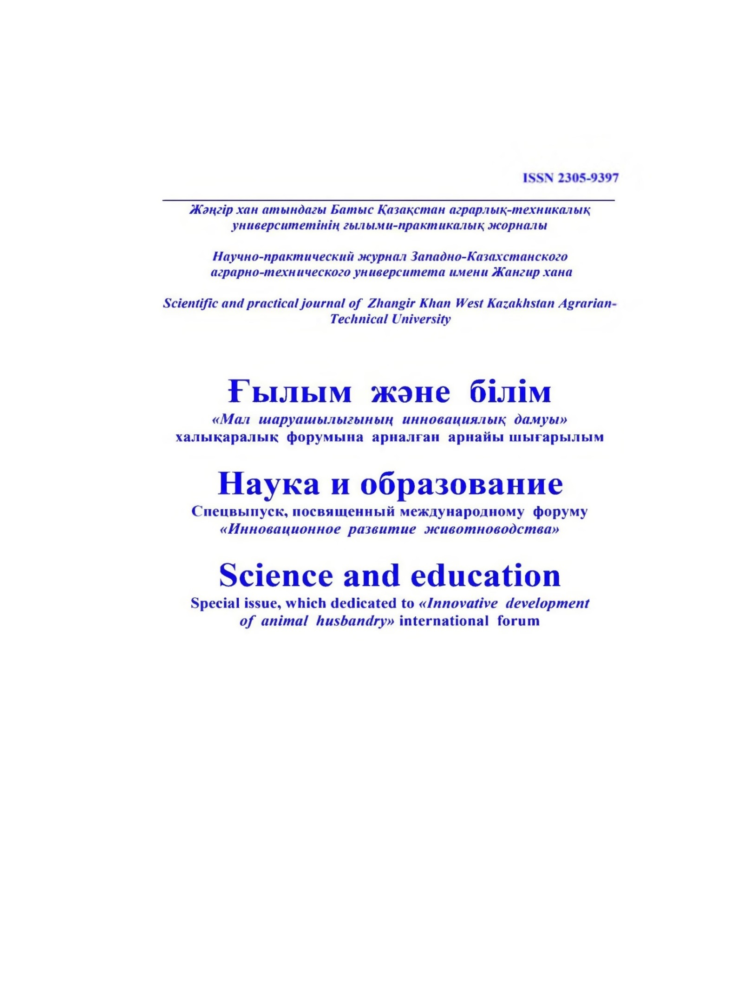 ISSN 2305-9397
Жәңгір хан атындағы Батыс Қазақстан аграрлық-техникалық
университетінің ғылыми-практикалық жорналы
Научно-практический журнал Западно-Казахстанского
аграрно-технического университета имени Жангир хана
Scientific and practical journal of Zhangir Khan West Kazakhstan Agrarian-
Technical University
Ғылым және білім
«Мал шаруашылығының инновациялық дамуы»
халықаралық форумына арналған арнайы шығарылым
Наука и образование
Спецвыпуск, посвященный международному форуму
«Инновационное развитие животноводства»
Science and education
Special issue, which dedicated to «Innovative development
of animal husbandry» international forum